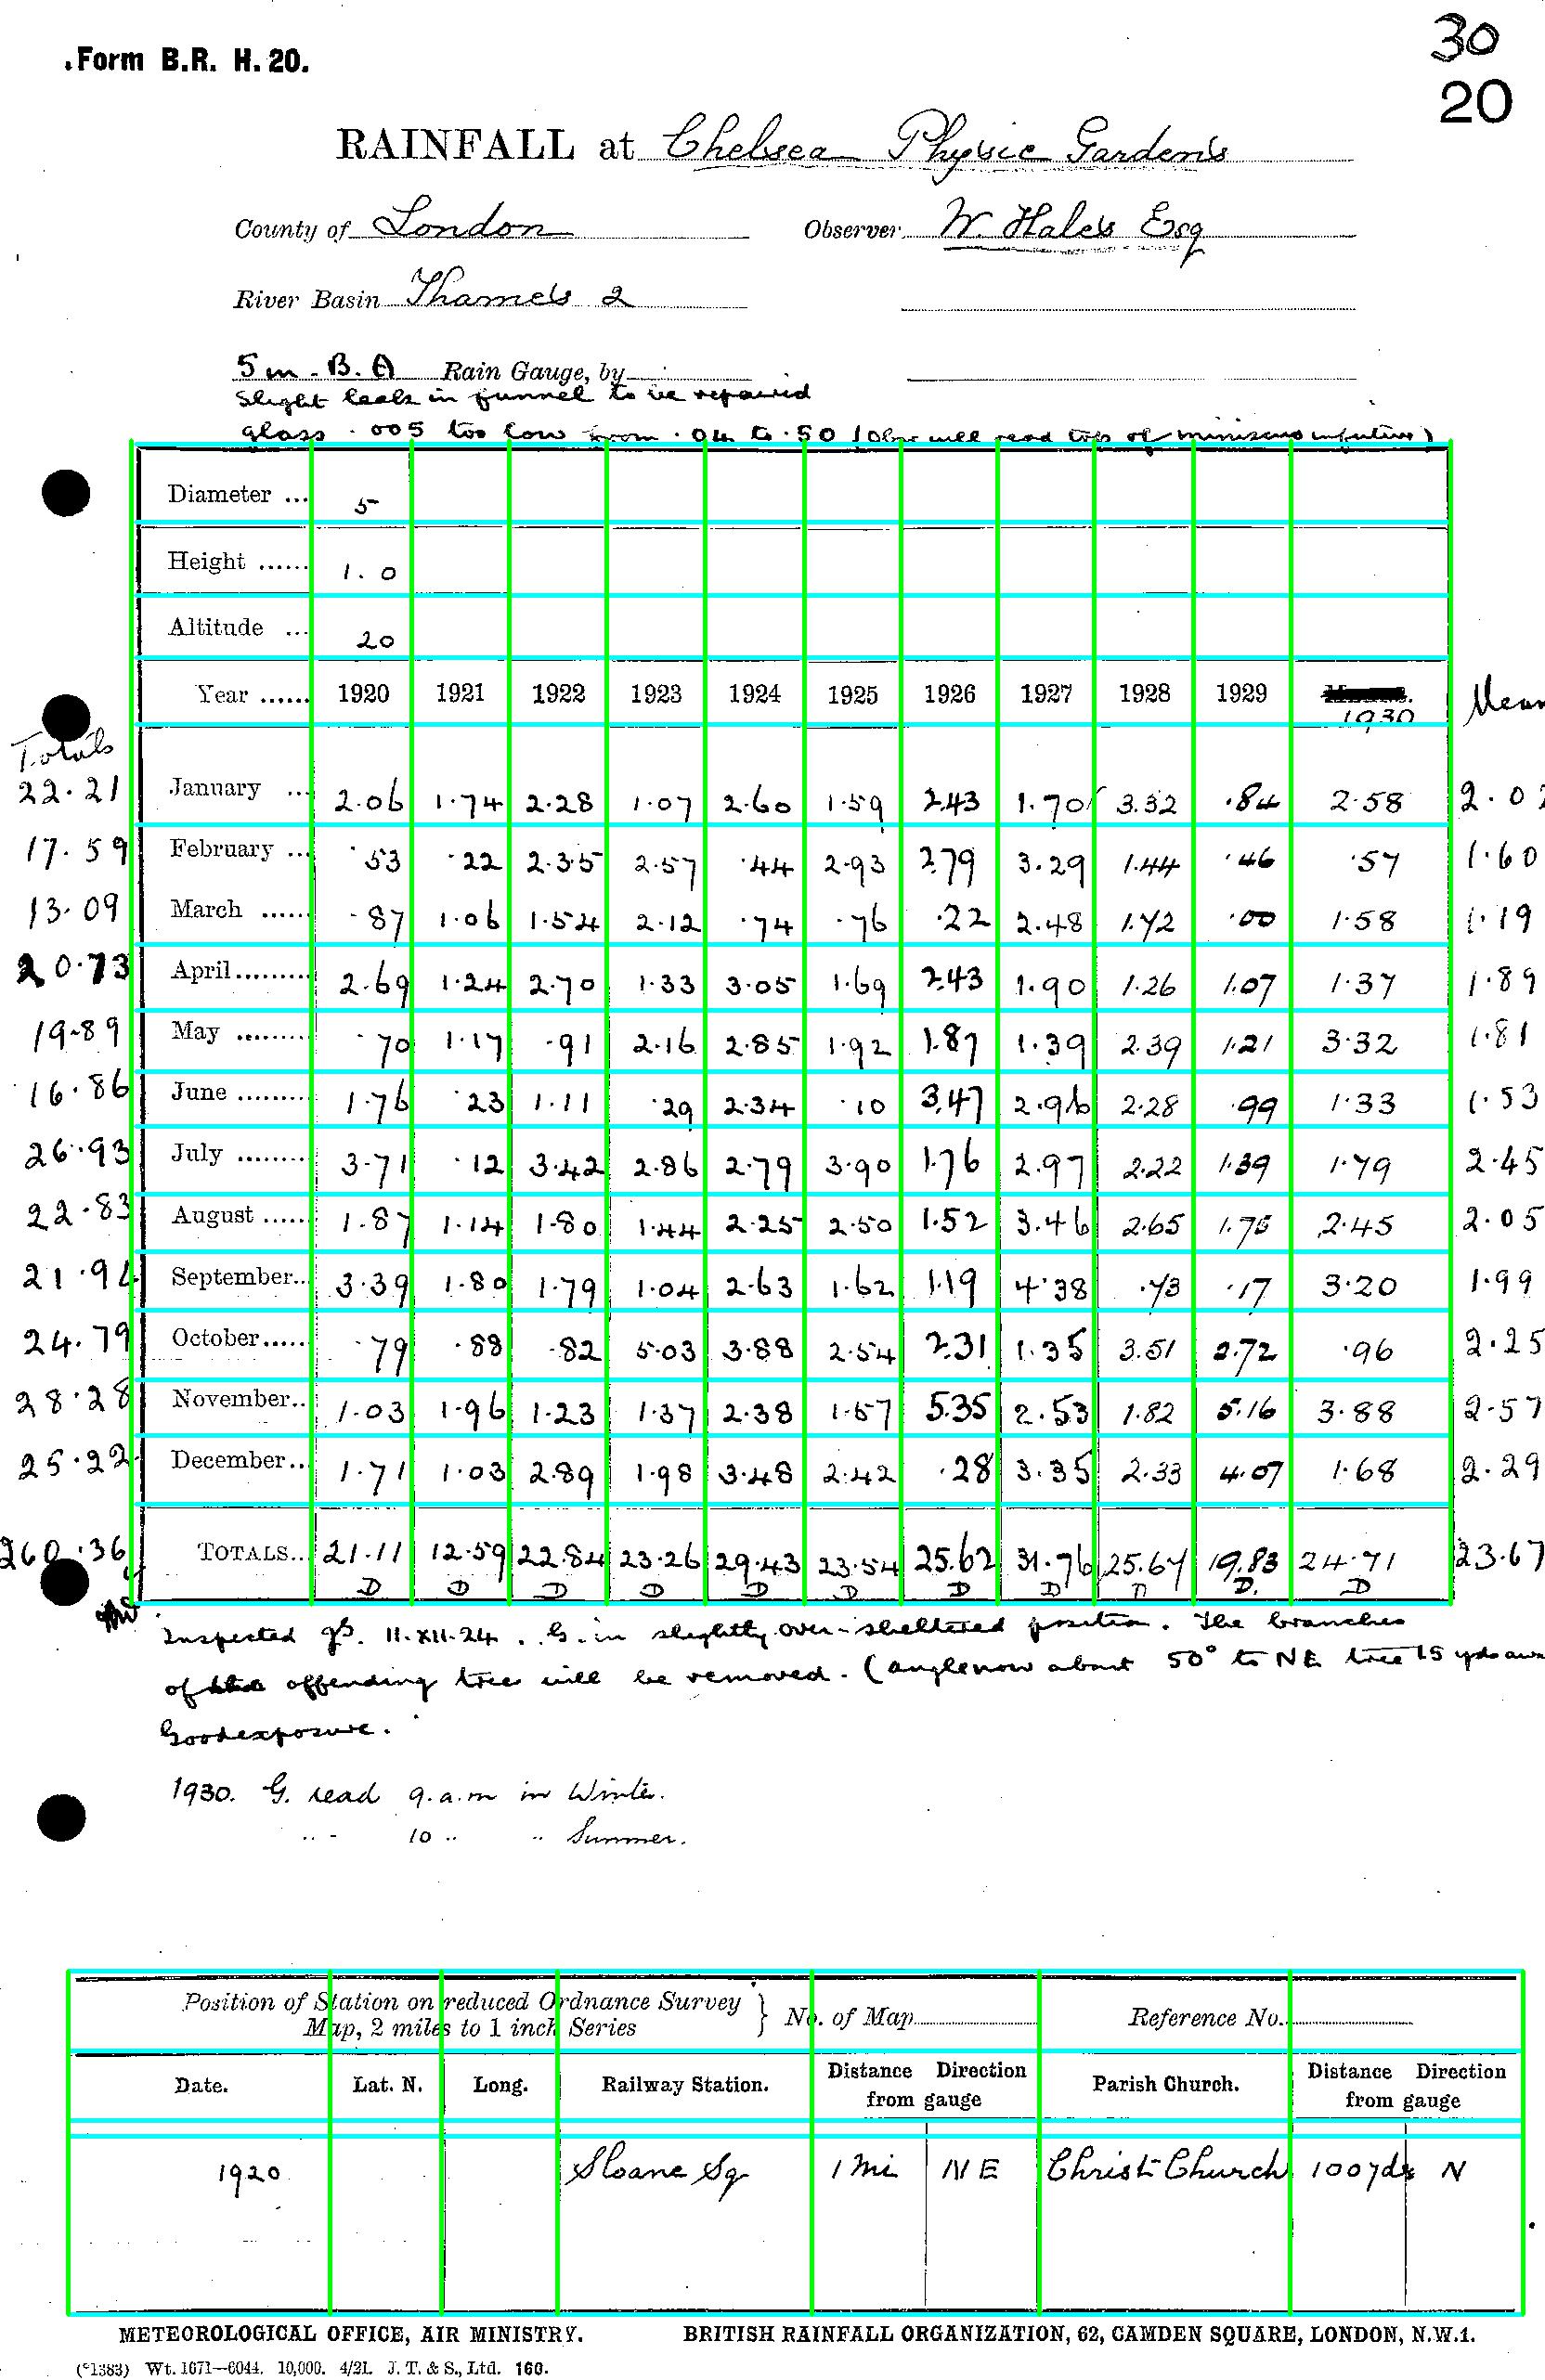 30
.Form B.R. H. 20.
20
RAINFALL at Chelsea Physic Gardens
County of London Observer W. Hales Esq
River Basin Thames 2
5 in. B. A Rain Gauge, by
Slight leak in funnel to be repaired
glass .005 too low from .04 to .50 (Obsr will read top of miniscus in future)
Diameter ... 5
Height ...... 1.0
Altitude ... 20
Year ...... 1920 1921 1922 1923 1924 1925 1926 1927 1928 1929 1930 Mean
Totals
22.21 January ... 2.06 1.74 2.28 1.07 2.60 1.59 2.43 1.70 3.32 .84 2.58 2.02
17.59 February ... .53 .22 2.35 2.57 .44 2.93 2.79 3.29 1.44 .46 .57 1.60
13.09 March ...... .87 1.06 1.54 2.12 .74 .76 .22 2.48 1.72 .00 1.58 1.19
20.73 April......... 2.69 1.24 2.70 1.33 3.05 1.69 2.43 1.90 1.26 1.07 1.37 1.89
19.89 May ......... .70 1.17 .91 2.16 2.85 1.92 1.87 1.39 2.39 1.21 3.32 1.81
16.86 June ......... 1.76 .23 1.11 .29 2.34 .10 3.47 2.96 2.28 .99 1.33 1.53
26.93 July ......... 3.71 .12 3.42 2.86 2.79 3.90 1.76 2.97 2.22 1.39 1.79 2.45
22.83 August ...... 1.87 1.14 1.80 1.44 2.25 2.50 1.52 3.46 2.65 1.75 2.45 2.05
21.94 September... 3.39 1.80 1.79 1.04 2.63 1.62 1.19 4.38 .73 .17 3.20 1.99
24.79 October..... .79 .88 .82 5.03 3.88 2.54 2.31 1.35 3.51 2.72 .96 2.25
28.28 November.. 1.03 1.96 1.23 1.37 2.38 1.57 5.35 2.53 1.82 5.16 3.88 2.57
25.22 December.. 1.71 1.03 2.89 1.98 3.48 2.42 .28 3.35 2.33 4.07 1.68 2.29
260.36 TOTALS.. 21.11 12.59 22.84 23.26 29.43 23.54 25.62 31.76 25.67 19.83 24.71 23.67
D D D D D D D D D D. D
Inspected 11.XII.24. G. in slightly over-sheltered position. The branches
of the offending tree will be removed. (angle now about 50° to NE tree 15 yds awa
Good exposure.
1930. G. read 9.a.m in Winter.
.. - 10 .. .. Summer.
Position of Station on reduced Ordnance Survey
Map, 2 miles to 1 inch Series } No. of Map Reference No.
Date. Lat. N. Long. Railway Station. Distance Direction from gauge Parish Church. Distance Direction from gauge
1920 Sloane Sq 1 mi NE Christ Church 100 yds N
METEOROLOGICAL OFFICE, AIR MINISTRY. BRITISH RAINFALL ORGANIZATION, 62, CAMDEN SQUARE, LONDON, N.W.1.
(*1383) Wt. 1671—6044. 10,000. 4/21. J. T. & S., Ltd. 160.